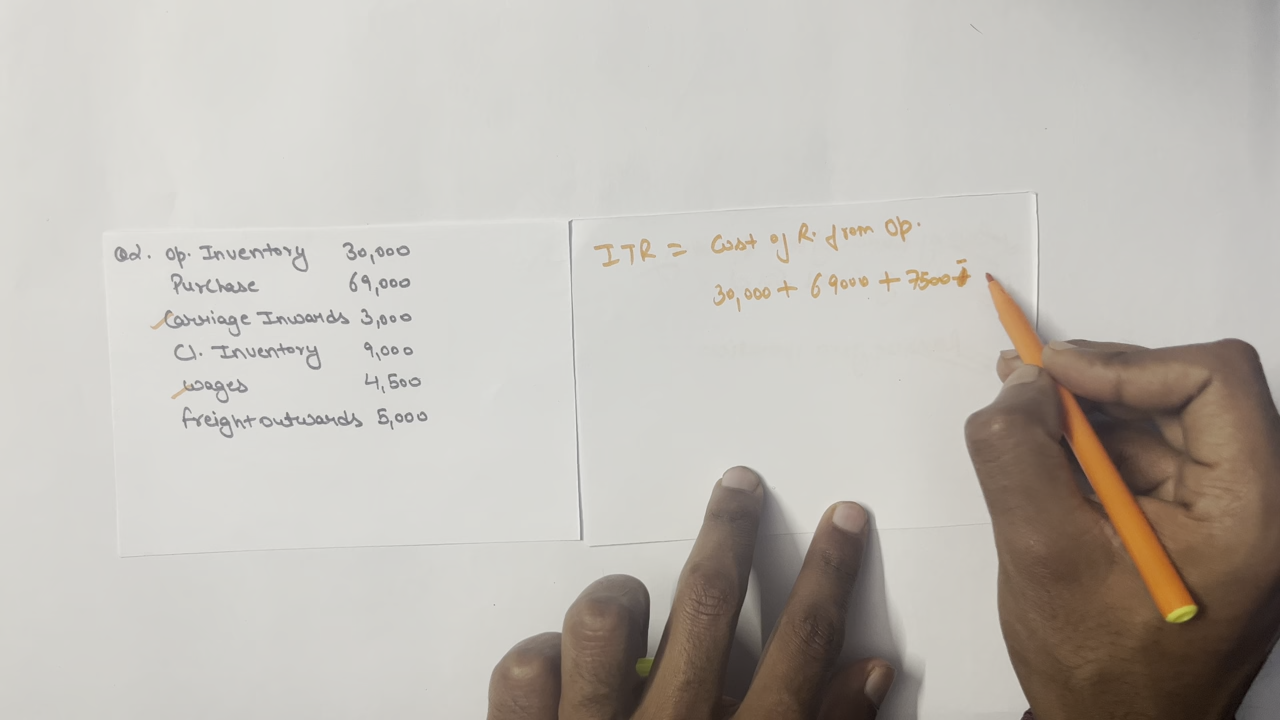 Q2. Op. Inventory 30,000
Purchase 69,000
Carriage Inwards 3,000
Cl. Inventory 9,000
Wages 4,500
freight outwards 5,000
ITR = Cost of R. from Op.
30,000 + 69000 + 7500 -